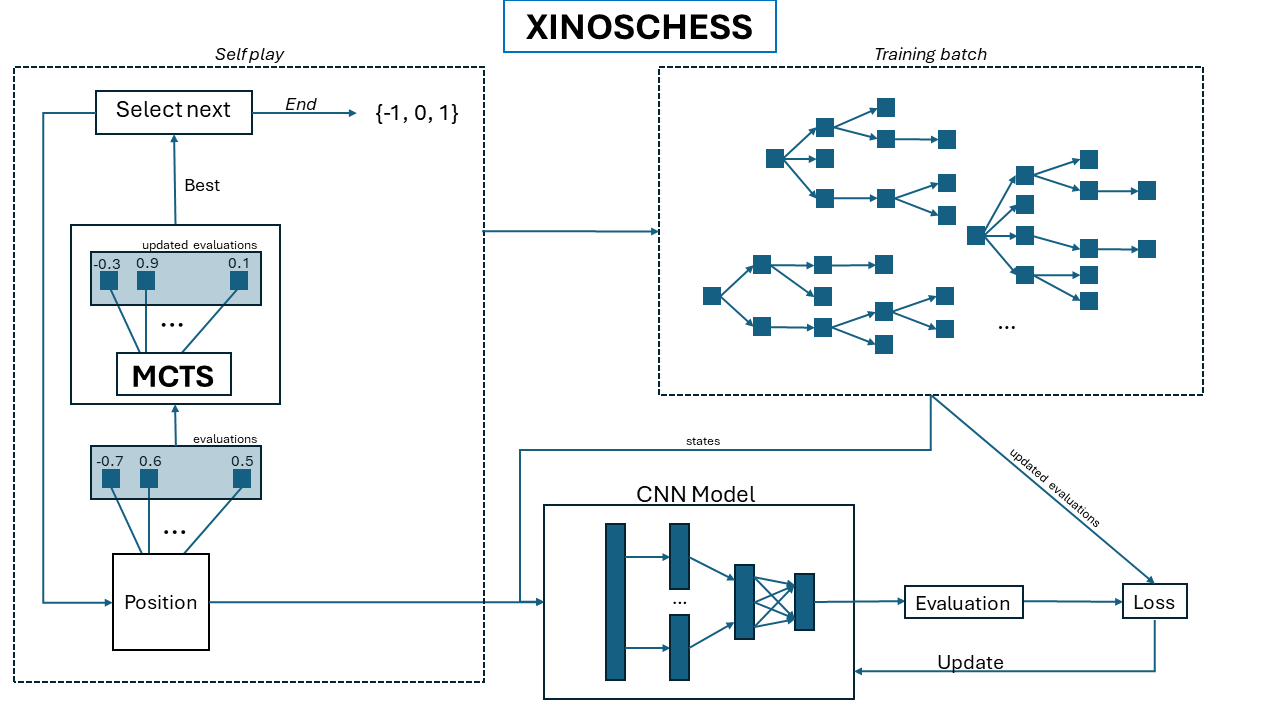 XINOSCHESS
Self play
Training batch
Select next
End
{-1, 0, 1}
Best
updated evaluations
-0.3 0.9 0.1
...
MCTS
evaluations
-0.7 0.6 0.5
...
Position
...
states
updated evaluations
CNN Model
...
Evaluation
Loss
Update